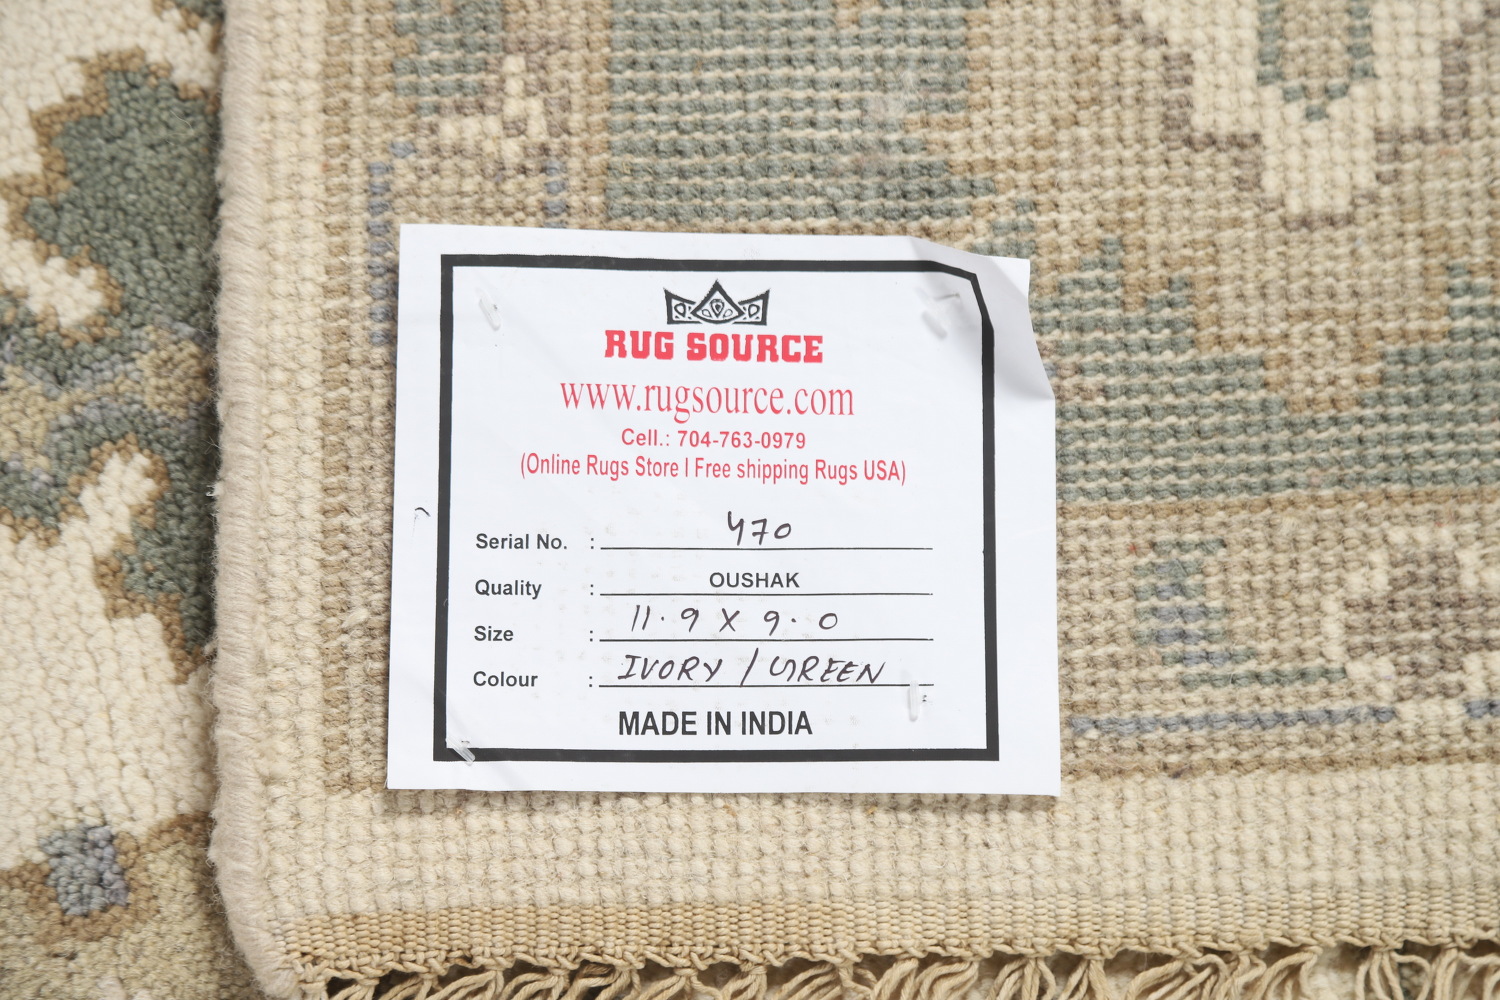 RUG SOURCE
www.rugsource.com
Cell.: 704-763-0979
(Online Rugs Store I Free shipping Rugs USA)
Serial No. : 470
Quality : OUSHAK
Size : 11.9 X 9.0
Colour : IVORY / GREEN
MADE IN INDIA